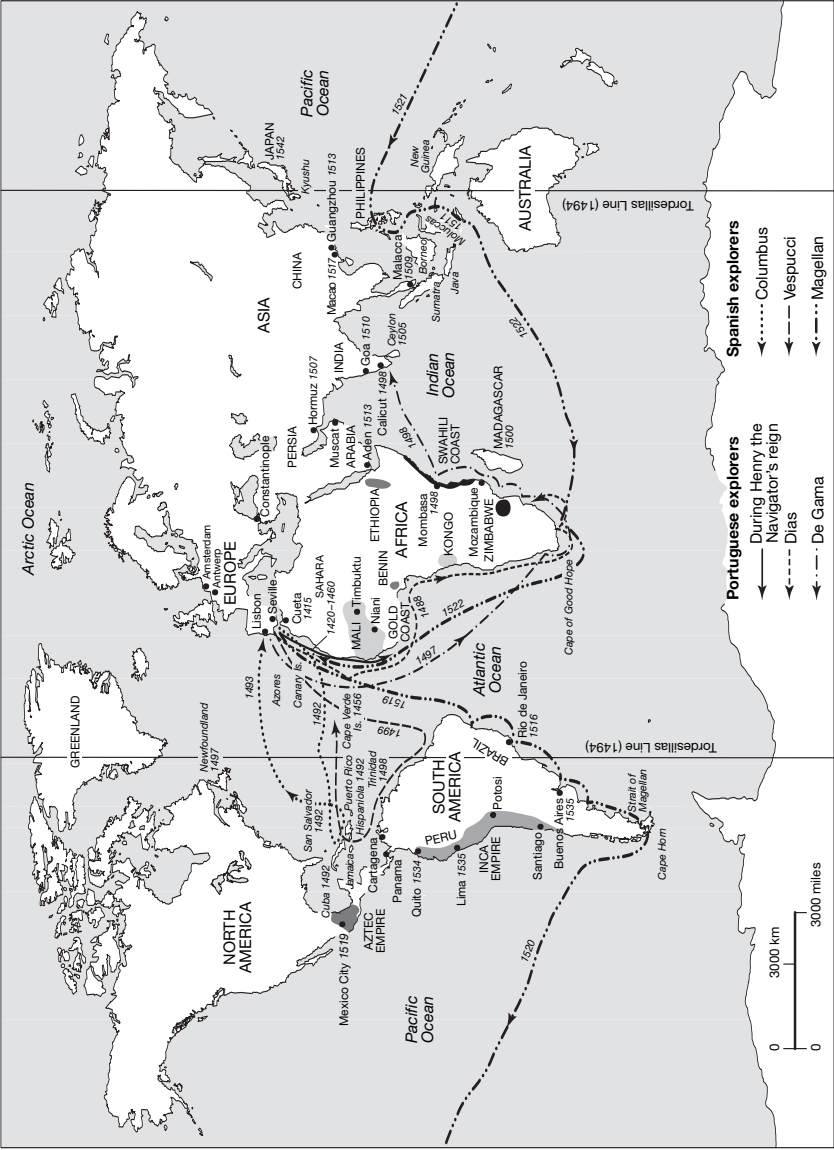 Arctic Ocean
GREENLAND
Newfoundland
1497
NORTH
AMERICA
San Salvador
1492
Cuba 1492
Jamaica
Puerto Rico
Hispaniola 1492
Trinidad
1498
Mexico City 1519
AZTEC
EMPIRE
Cartagena
Panama
Quito 1534
PERU
Lima 1535
INCA
EMPIRE
SOUTH
AMERICA
BRAZIL
Potosi
Santiago
Buenos Aires
1535
Rio de Janeiro
1516
Strait of
Magellan
Cape Horn
Pacific
Ocean
1520
Tordesillas Line (1494)
Atlantic
Ocean
1493
Azores
Canary Is.
1492
Cape Verde
Is. 1456
1499
1519
1497
1522
1488
Amsterdam
Antwerp
EUROPE
Lisbon
Seville
Cueta
1415
Constantinople
SAHARA
1420–1460
MALI
Timbuktu
Niani
GOLD
COAST
BENIN
AFRICA
ETHIOPIA
KONGO
Mombasa
1498
Mozambique
ZIMBABWE
SWAHILI
COAST
MADAGASCAR
1500
Cape of Good Hope
PERSIA
Hormuz 1507
Muscat
ARABIA
Aden 1513
ASIA
INDIA
Goa 1510
Calicut 1498
Ceylon
1505
1498
Indian
Ocean
CHINA
Macao 1517
Guangzhou 1513
JAPAN
1542
Kyushu
PHILIPPINES
Malacca
1509
Borneo
Sumatra
Java
Moluccas
1511
New
Guinea
AUSTRALIA
Pacific
Ocean
1521
1522
Tordesillas Line (1494)
0
3000 km
0
3000 miles
Portuguese explorers
During Henry the
Navigator's reign
Dias
De Gama
Spanish explorers
Columbus
Vespucci
Magellan